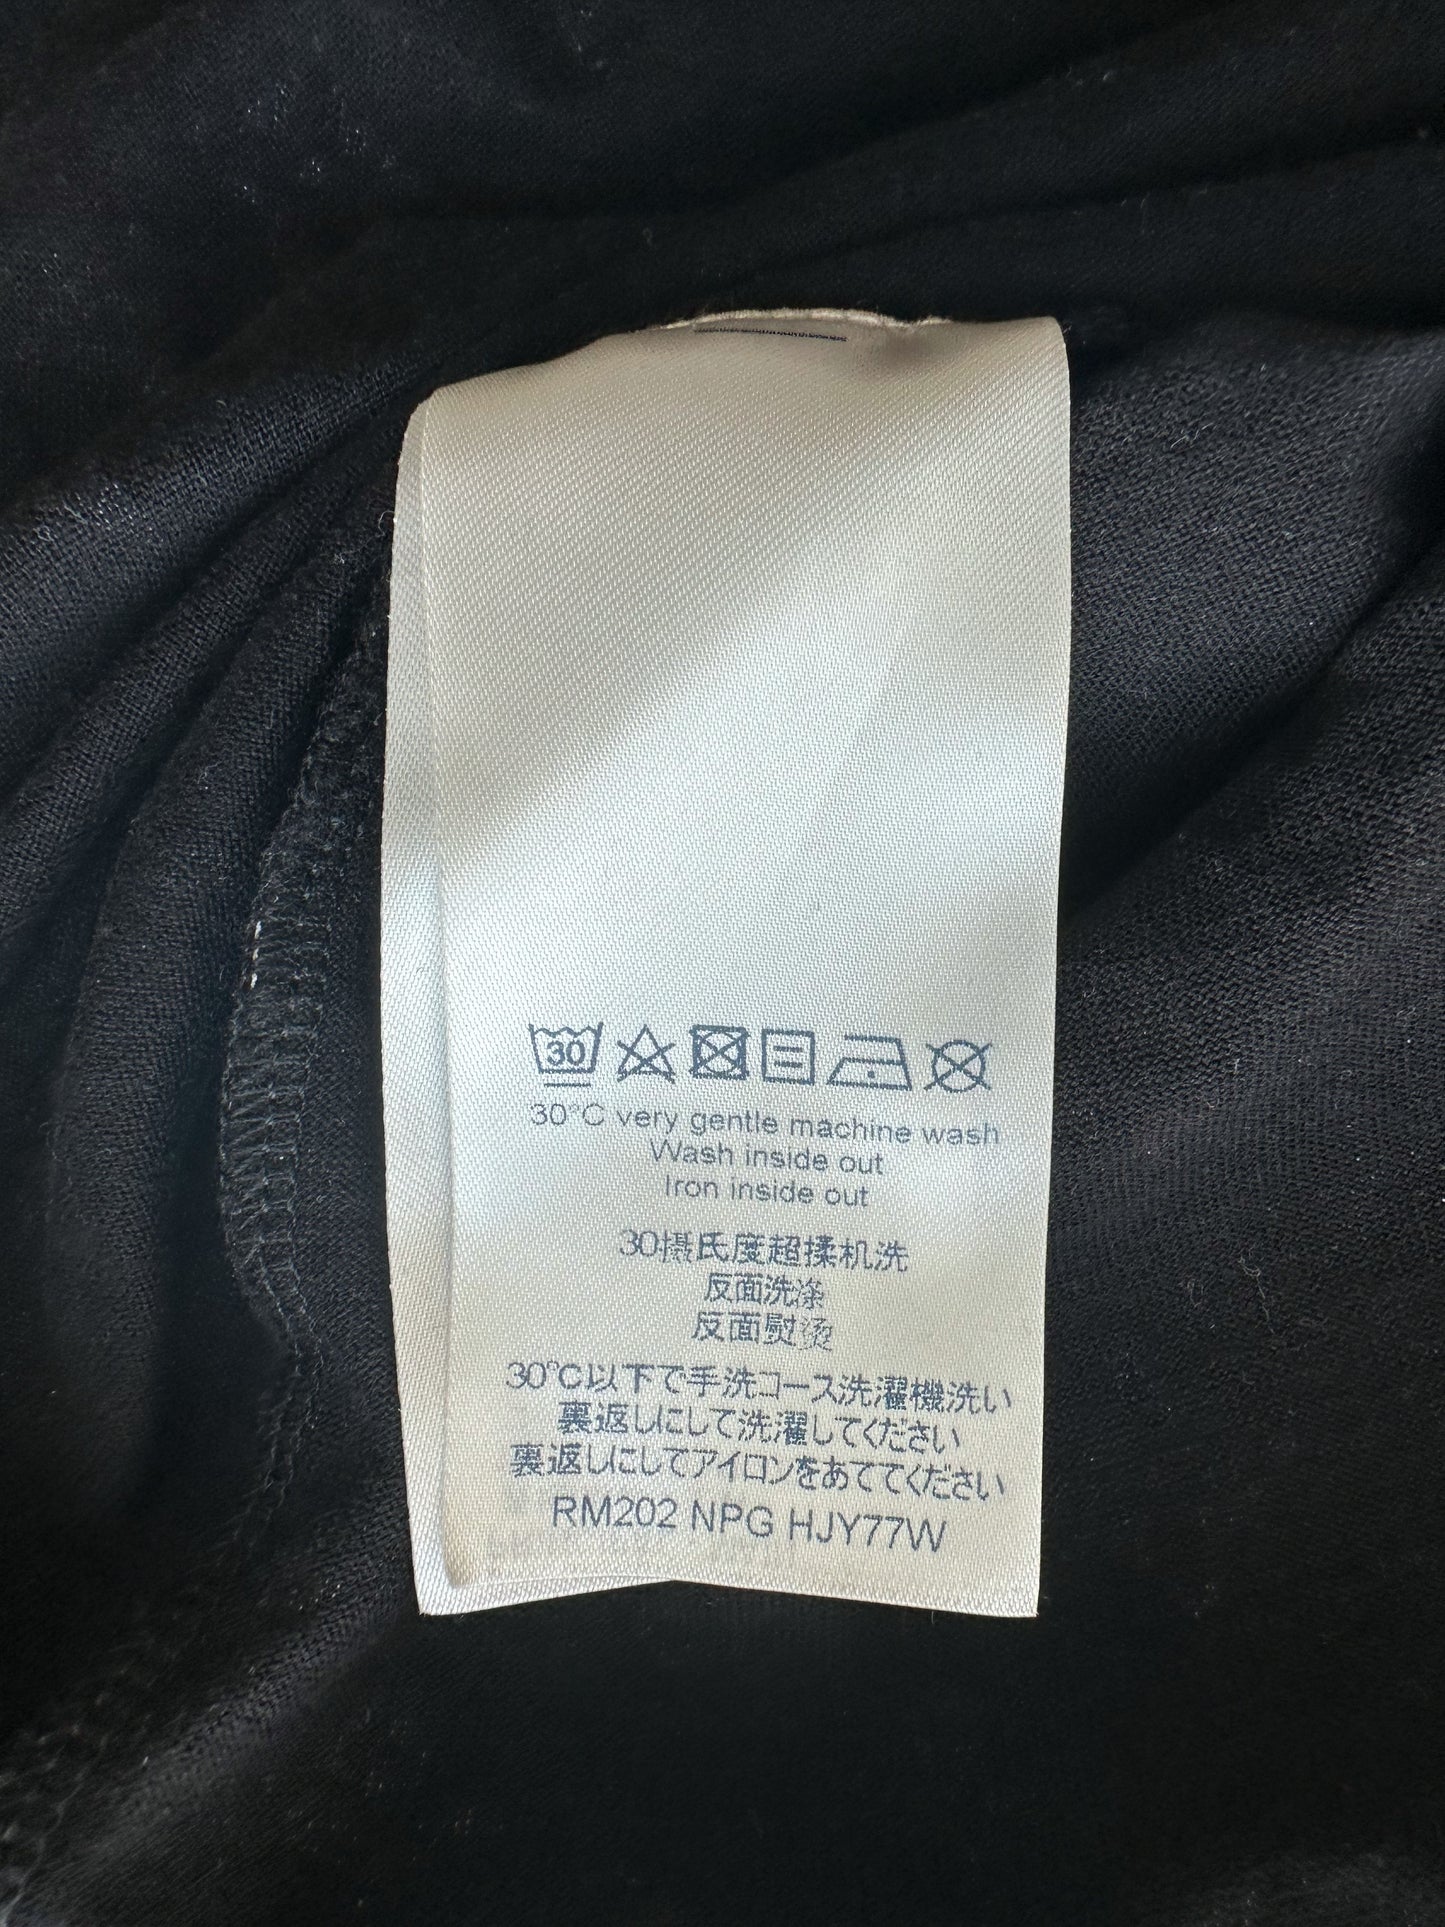 30
30°C very gentle machine wash
Wash inside out
Iron inside out
30摄氏度超揉机洗
反面洗涤
反面熨烫
30℃以下で手洗コース洗濯機洗い
裏返しにして洗濯してください
裏返しにしてアイロンをあててください
RM202 NPG HJY77W